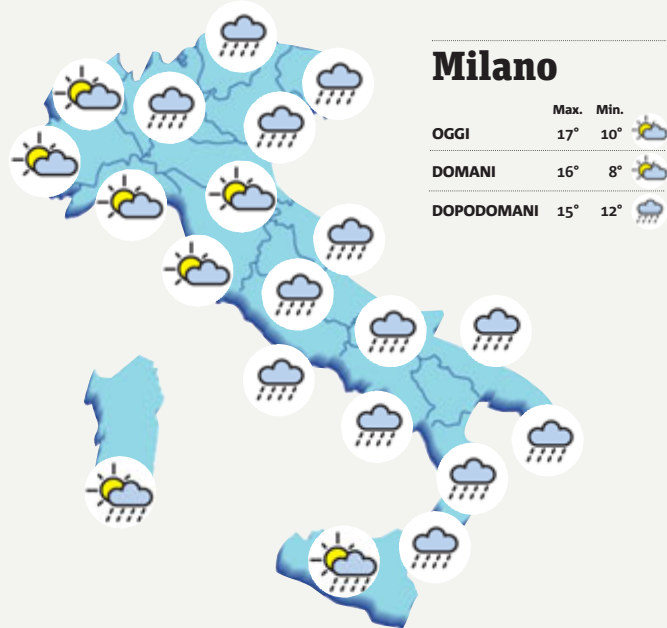 Milano
Max. Min.
OGGI 17° 10°
DOMANI 16° 8°
DOPODOMANI 15° 12°